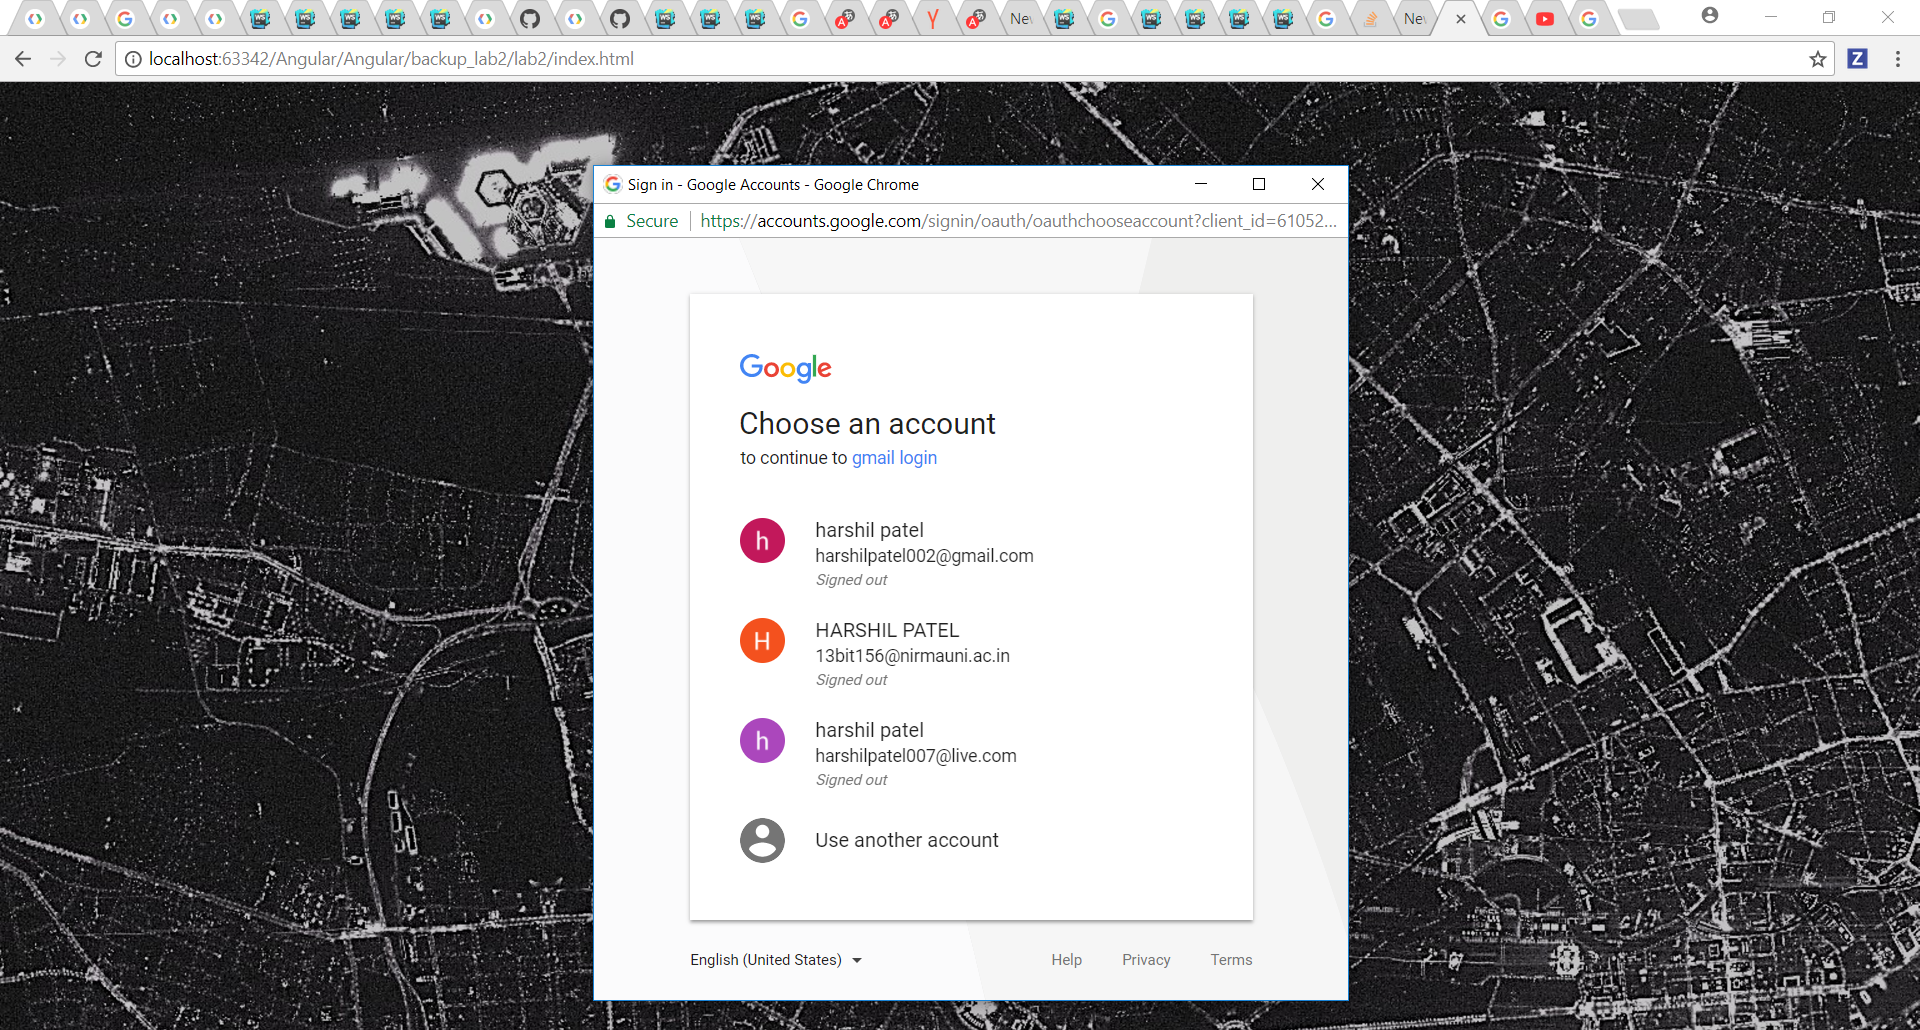 Nev
Nev
localhost:63342/Angular/Angular/backup_lab2/lab2/index.html
Sign in - Google Accounts - Google Chrome
Secure
https://accounts.google.com/signin/oauth/oauthchooseaccount?client_id=61052...
Google
Choose an account
to continue to gmail login
h
harshil patel
harshilpatel002@gmail.com
Signed out
H
HARSHIL PATEL
13bit156@nirmauni.ac.in
Signed out
h
harshil patel
harshilpatel007@live.com
Signed out
Use another account
English (United States)
Help
Privacy
Terms